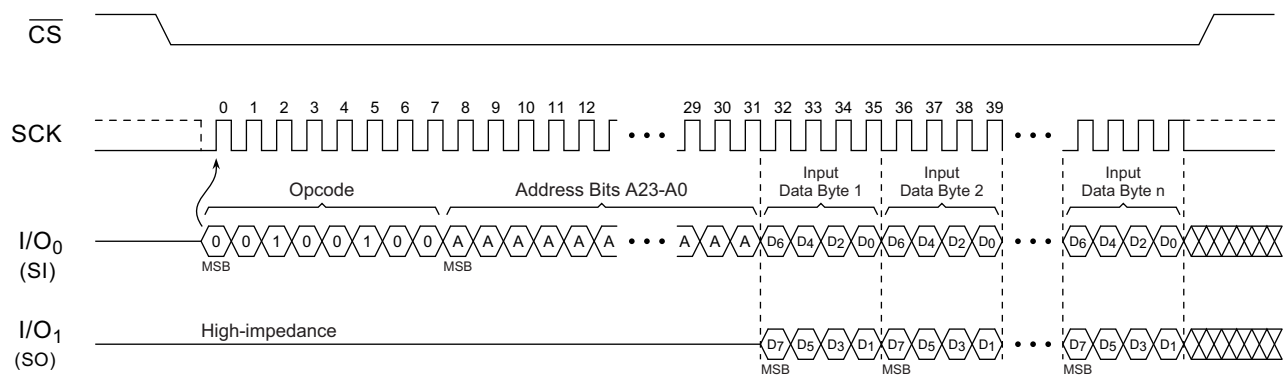 CS
0 1 2 3 4 5 6 7 8 9 10 11 12 29 30 31 32 33 34 35 36 37 38 39
SCK
Opcode Address Bits A23-A0 Input Data Byte 1 Input Data Byte 2 Input Data Byte n
I/O0 (SI) 0 0 1 0 0 1 0 0 A A A A A A A A A D6 D4 D2 D0 D6 D4 D2 D0 D6 D4 D2 D0
MSB MSB
I/O1 (SO) High-impedance D7 D5 D3 D1 D7 D5 D3 D1 D7 D5 D3 D1
MSB MSB MSB